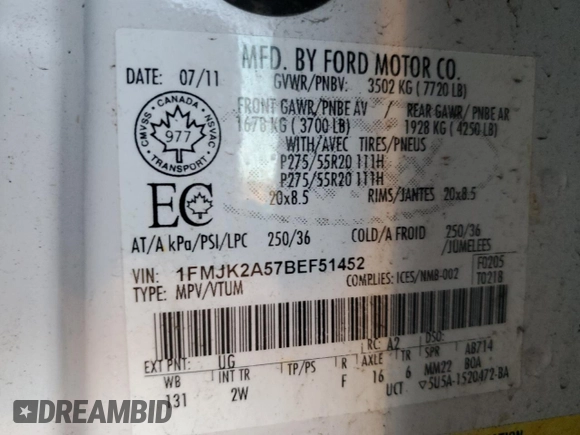 MFD. BY FORD MOTOR CO.
DATE: 07/11
GVWR/PNBV: 3502 KG (7720 LB)
FRONT GAWR/PNBE AV / REAR GAWR/PNBE AR
1678 KG (3700 LB) 1928 KG (4250 LB)
WITH/AVEC TIRES/PNEUS
P275/55R20 111H
P275/55R20 111H
20x8.5 RIMS/JANTES 20x8.5
CMVSS • CANADA • NSVAC
977
TRANSPORT
EC
AT/A kPa/PSI/LPC 250/36 COLD/A FROID 250/36
/JUMELEES
VIN: 1FMJK2A57BEF51452
F0205
TYPE: MPV/VTUM COMPLIES: ICES/NMB-002 T0218
EXT PNT: UG RC: A2 DSO:
WB INT TR TP/PS R AXLE TR SPR AB714
131 2W F 16 6 MM22 BOA
UCT ▽5U5A-1520472-BA
DREAMBID